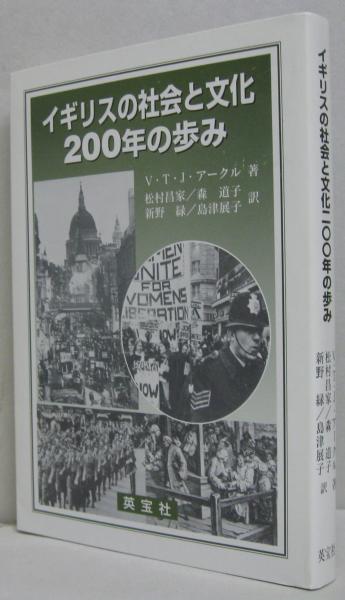 イギリスの社会と文化
200年の歩み
V・T・J・アークル 著
松村昌家／森 道子
新野 緑／島津展子 訳
UNITE
FOR
WOMENS
LIBERATION
NOW
英宝社
イギリスの社会と文化二〇〇年の歩み
松村昌家／森 道子
新野 緑／島津展子 訳
英宝社